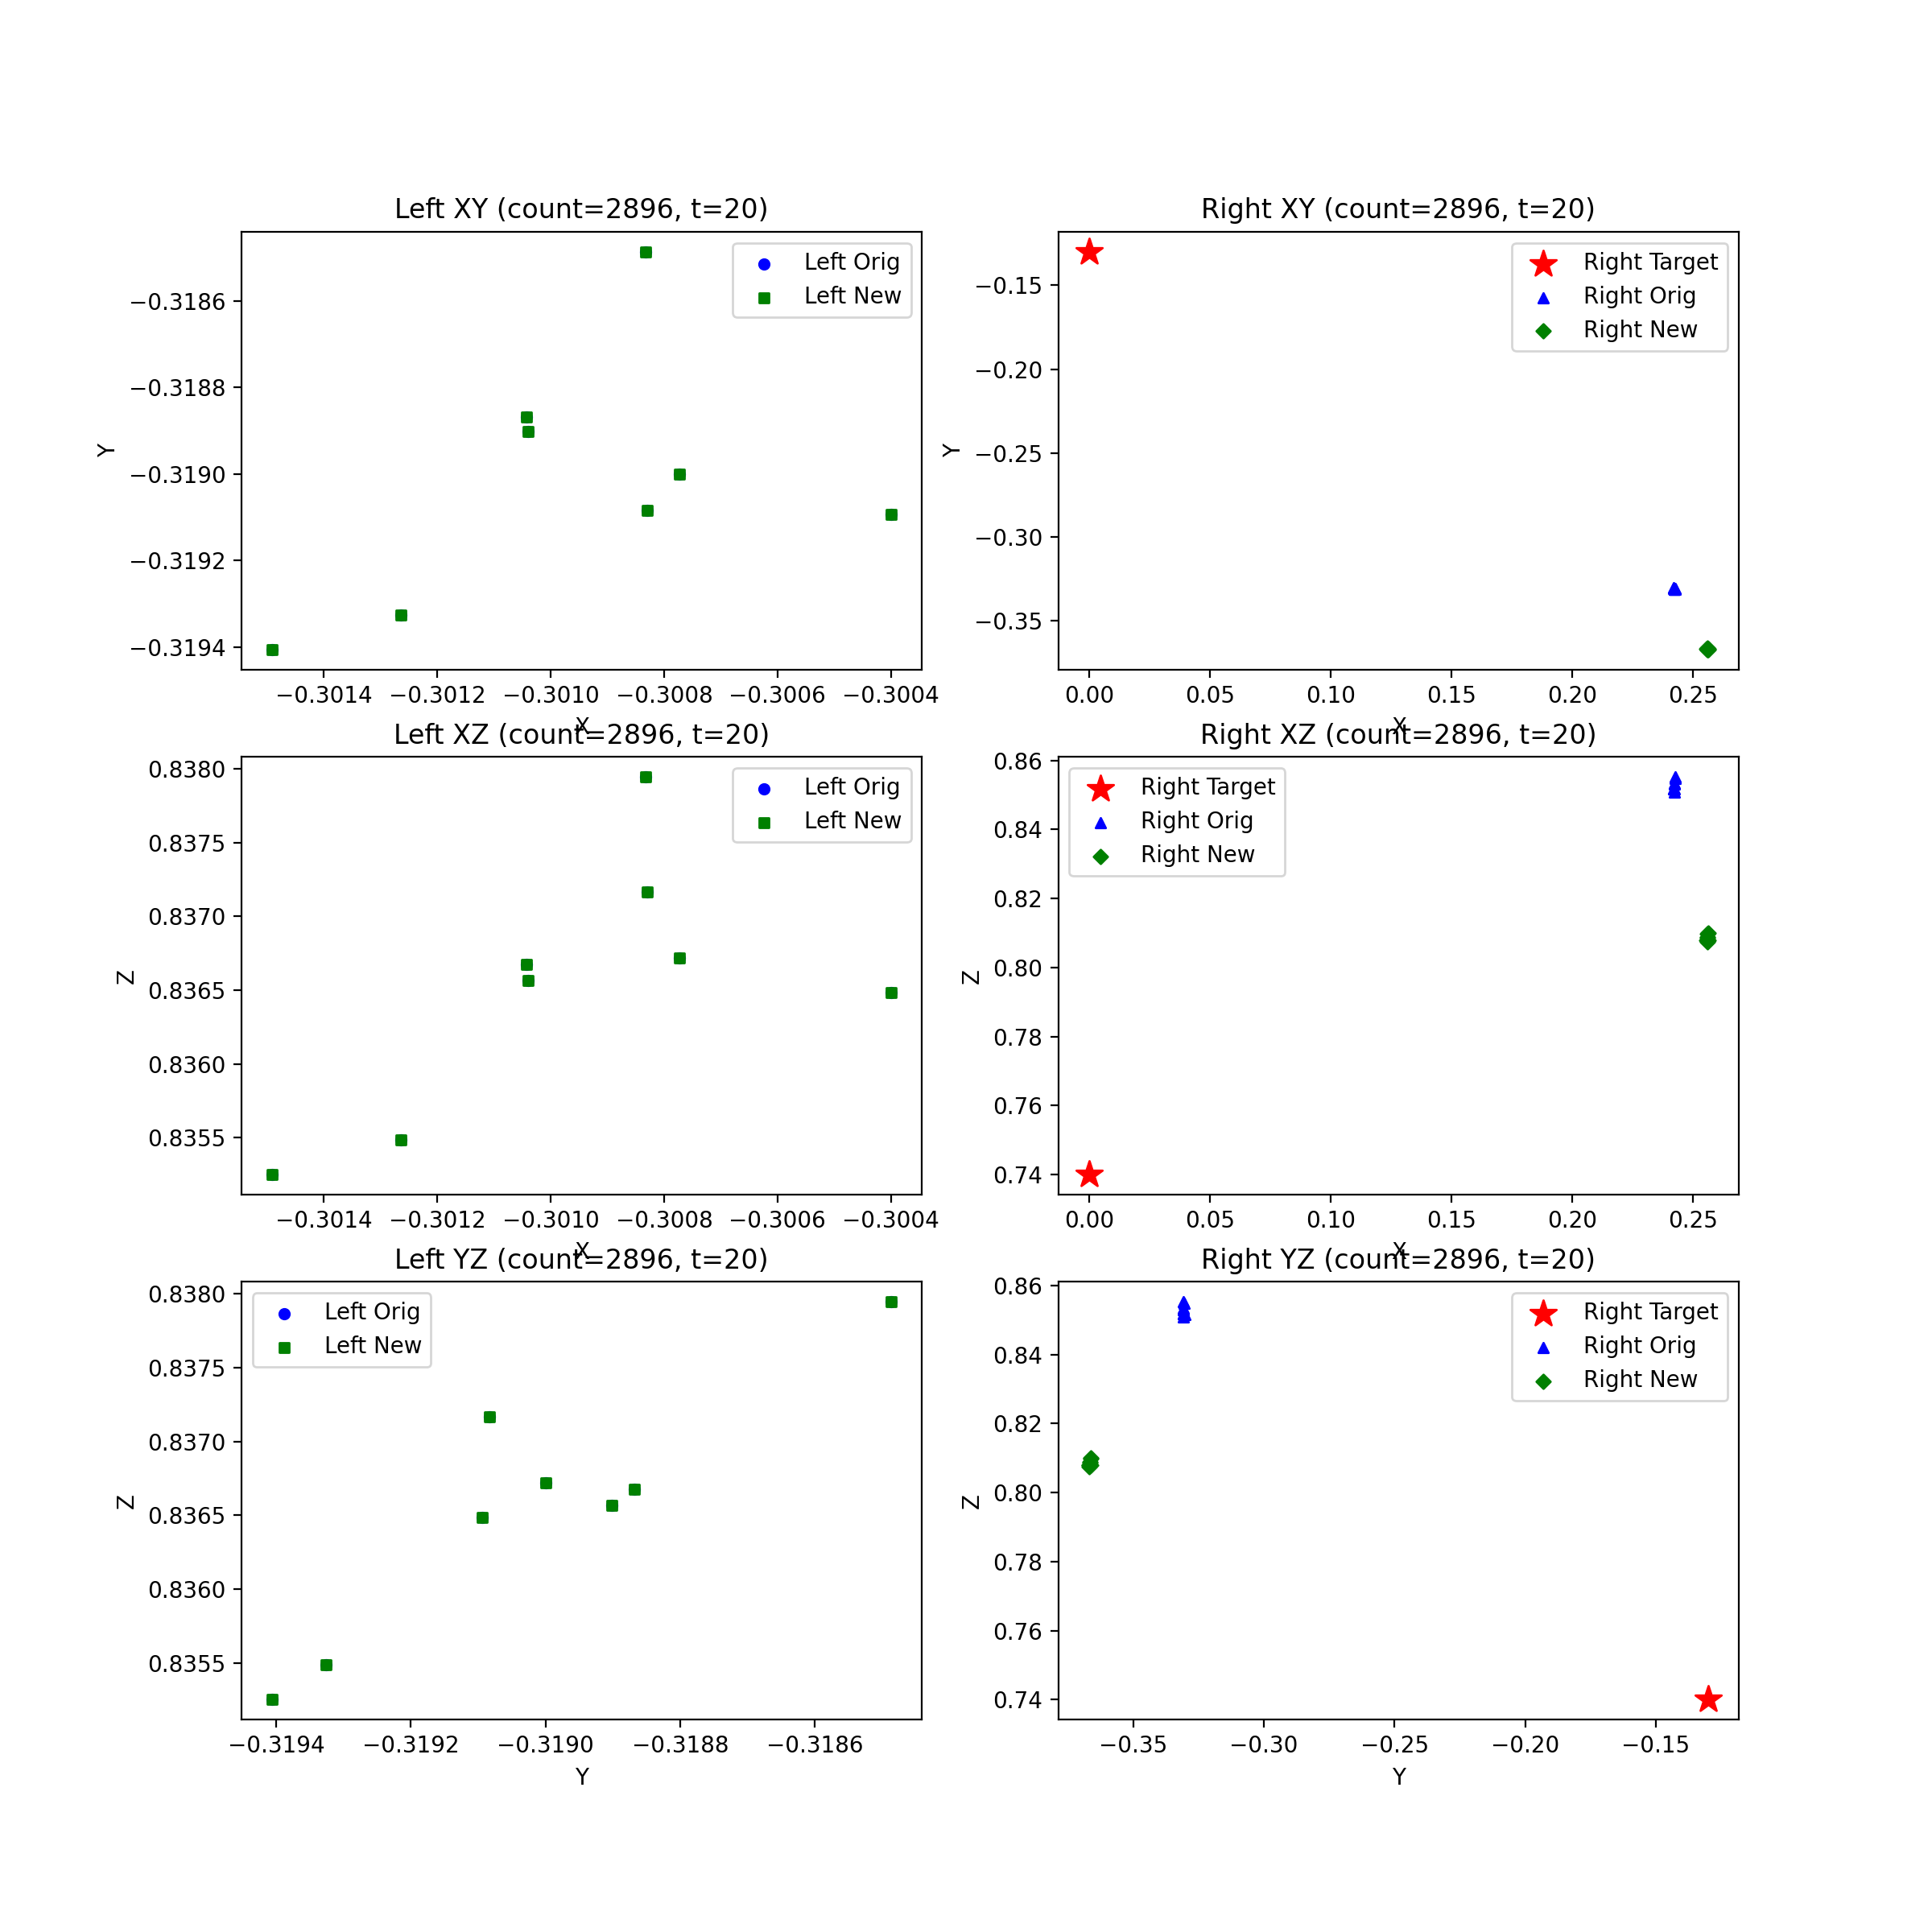 Left XY (count=2896, t=20)
Left Orig
Left New
−0.3186
−0.3188
−0.3190
−0.3192
−0.3194
Y
−0.3014 −0.3012 −0.3010 −0.3008 −0.3006 −0.3004
X
Right XY (count=2896, t=20)
Right Target
Right Orig
Right New
−0.15
−0.20
−0.25
−0.30
−0.35
Y
0.00 0.05 0.10 0.15 0.20 0.25
X
Left XZ (count=2896, t=20)
Left Orig
Left New
0.8380
0.8375
0.8370
0.8365
0.8360
0.8355
Z
−0.3014 −0.3012 −0.3010 −0.3008 −0.3006 −0.3004
X
Right XZ (count=2896, t=20)
Right Target
Right Orig
Right New
0.86
0.84
0.82
0.80
0.78
0.76
0.74
Z
0.00 0.05 0.10 0.15 0.20 0.25
X
Left YZ (count=2896, t=20)
Left Orig
Left New
0.8380
0.8375
0.8370
0.8365
0.8360
0.8355
Z
−0.3194 −0.3192 −0.3190 −0.3188 −0.3186
Y
Right YZ (count=2896, t=20)
Right Target
Right Orig
Right New
0.86
0.84
0.82
0.80
0.78
0.76
0.74
Z
−0.35 −0.30 −0.25 −0.20 −0.15
Y